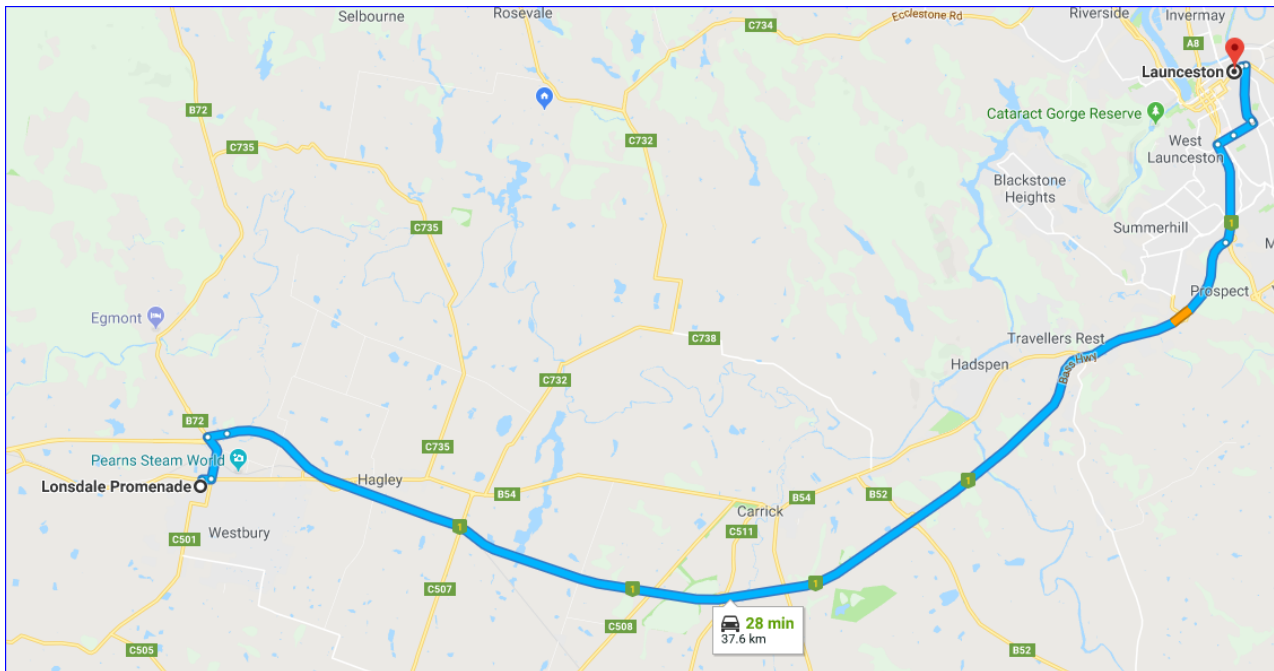 Selbourne
Rosevale
Ecclestone Rd
Riverside
Invermay
C734
A8
Launceston
B72
Cataract Gorge Reserve
C735
C732
West
Launceston
Blackstone
Heights
C735
Summerhill
1
M
Prospect
Egmont
Travellers Rest
C738
Hadspen
Bass Hwy
C732
B72
C735
Pearns Steam World
Hagley
Lonsdale Promenade
B54
B54
B52
1
Carrick
1
C511
Westbury
C501
1
1
C507
C508
28 min
37.6 km
C505
B52